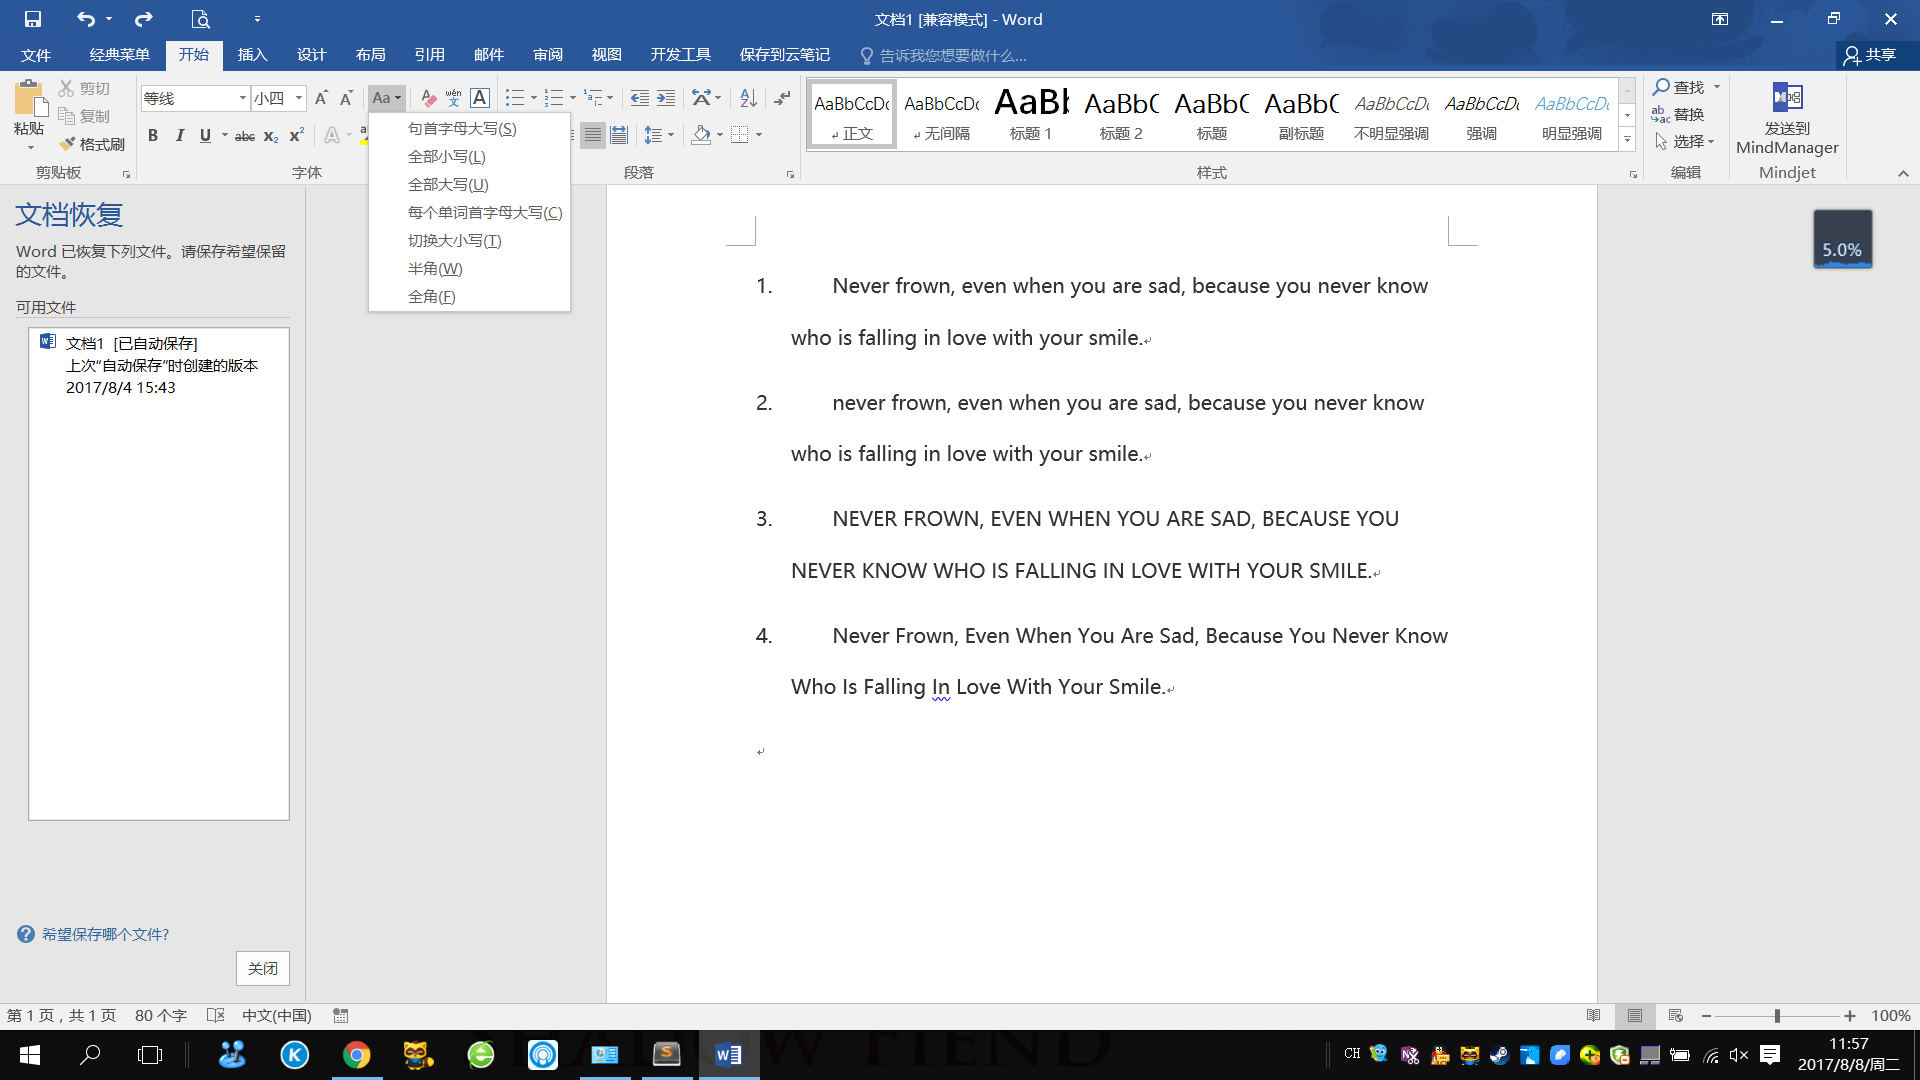 文档1 [兼容模式] - Word
文件 经典菜单 开始 插入 设计 布局 引用 邮件 审阅 视图 开发工具 保存到云笔记 告诉我您想要做什么... 共享
粘贴 剪切 复制 格式刷
剪贴板
等线 小四 A A Aa wén 文 A
B I U abc X₂ X² A a
字体
句首字母大写(S)
全部小写(L)
全部大写(U)
每个单词首字母大写(C)
切换大小写(T)
半角(W)
全角(F)
段落
AaBbCcDc AaBbCcDc AaBb AaBbC AaBbC AaBbC AaBbCcDc AaBbCcDc AaBbCcDc
正文 无间隔 标题 1 标题 2 标题 副标题 不明显强调 强调 明显强调
样式
查找
替换
选择
编辑
发送到
MindManager
Mindjet
文档恢复
Word 已恢复下列文件。请保存希望保留
的文件。
可用文件
文档1 [已自动保存]
上次“自动保存”时创建的版本
2017/8/4 15:43
希望保存哪个文件?
关闭
5.0%
1. Never frown, even when you are sad, because you never know
who is falling in love with your smile.
2. never frown, even when you are sad, because you never know
who is falling in love with your smile.
3. NEVER FROWN, EVEN WHEN YOU ARE SAD, BECAUSE YOU
NEVER KNOW WHO IS FALLING IN LOVE WITH YOUR SMILE.
4. Never Frown, Even When You Are Sad, Because You Never Know
Who Is Falling In Love With Your Smile.
第 1 页，共 1 页 80 个字 中文(中国) 100%
CH 11:57
2017/8/8/周二